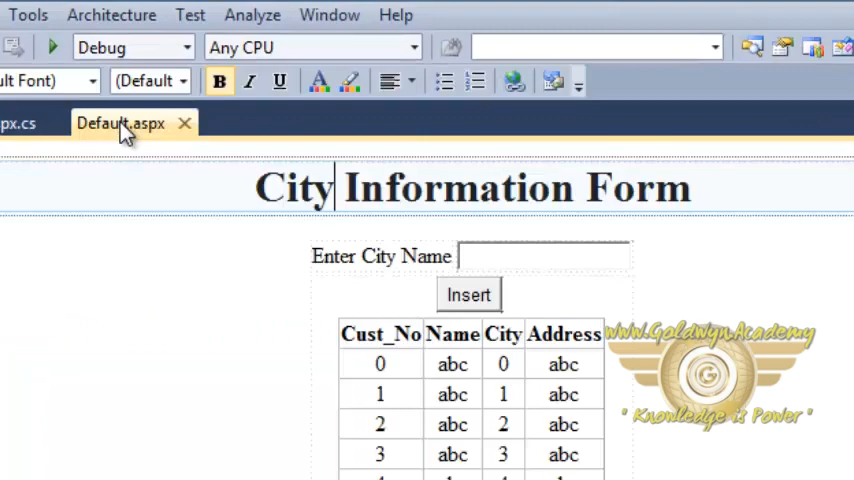 Tools Architecture Test Analyze Window Help
Debug Any CPU
ult Font) (Default B I U A
px.cs Default.aspx
City Information Form
Enter City Name
Insert
Cust_No Name City Address
0 abc 0 abc
1 abc 1 abc
2 abc 2 abc
3 abc 3 abc
www.GoldwynAcademy
G
" Knowledge is Power "